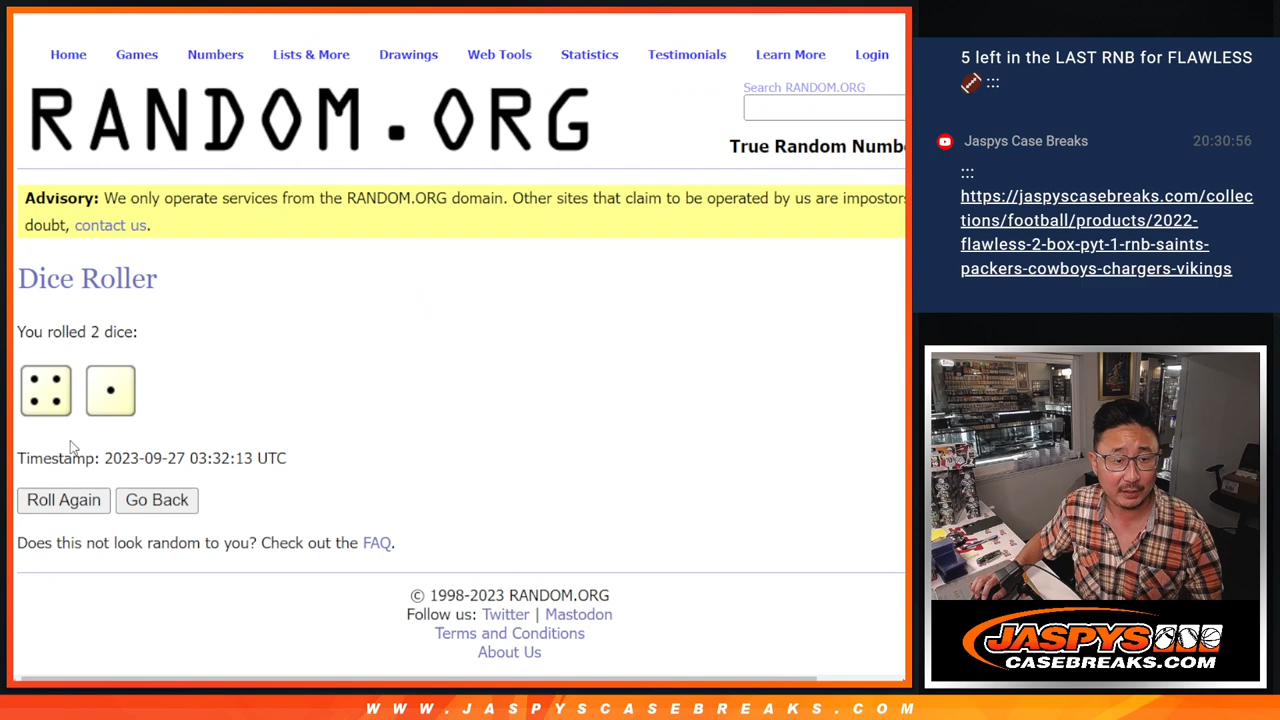 Home Games Numbers Lists & More Drawings Web Tools Statistics Testimonials Learn More Login
RANDOM.ORG
Search RANDOM.ORG
True Random Numb
Advisory: We only operate services from the RANDOM.ORG domain. Other sites that claim to be operated by us are impostors
doubt, contact us.
Dice Roller
You rolled 2 dice:
Timestamp: 2023-09-27 03:32:13 UTC
Roll Again Go Back
Does this not look random to you? Check out the FAQ.
© 1998-2023 RANDOM.ORG
Follow us: Twitter | Mastodon
Terms and Conditions
About Us
5 left in the LAST RNB for FLAWLESS
🏈 :::
Jaspys Case Breaks 20:30:56
:::
https://jaspyscasebreaks.com/collec
tions/football/products/2022-
flawless-2-box-pyt-1-rnb-saints-
packers-cowboys-chargers-vikings
JASPYS
CASEBREAKS.COM
WWW.JASPYSCASEBREAKS.COM